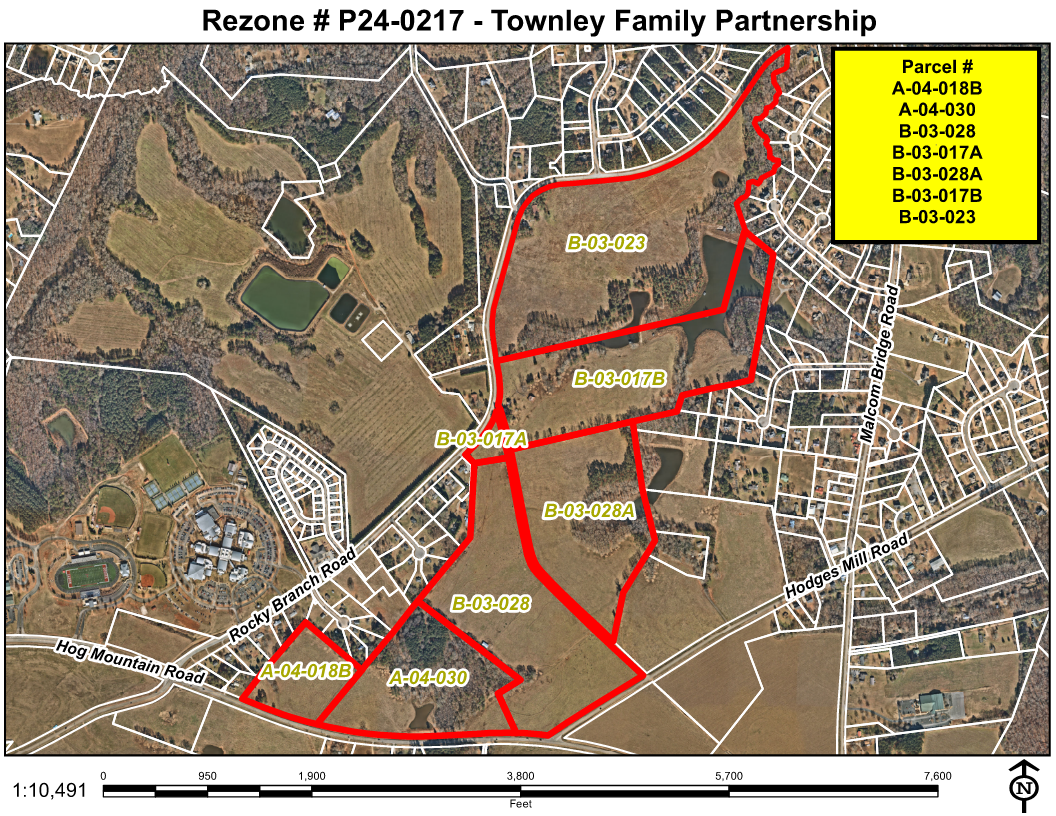 Rezone # P24-0217 - Townley Family Partnership
Parcel #
A-04-018B
A-04-030
B-03-028
B-03-017A
B-03-028A
B-03-017B
B-03-023
B-03-023
Malcom Bridge Road
B-03-017B
B-03-017A
B-03-028A
Hodges Mill Road
Rocky Branch Road
B-03-028
Hog Mountain Road
A-04-018B
A-04-030
1:10,491
0 950 1,900 3,800 5,700 7,600
Feet
N